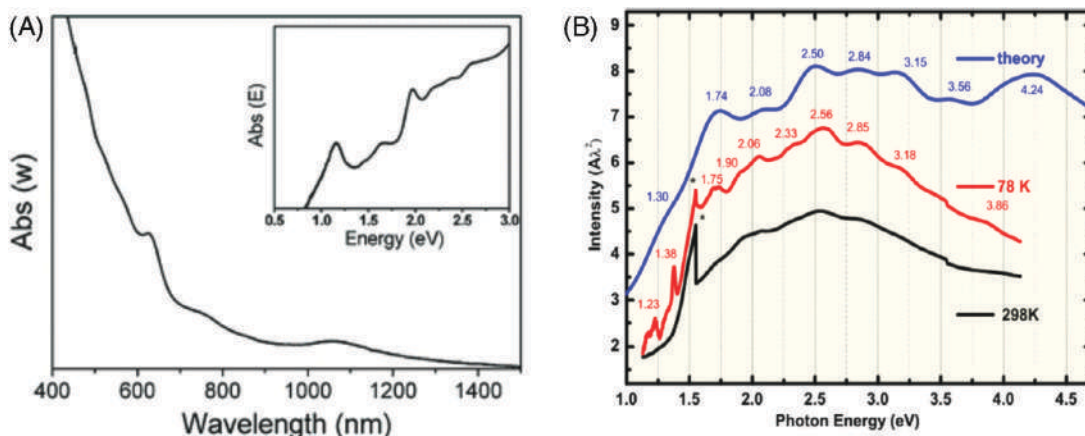 (A)
Abs (w)
Abs (E)
0.5 1.0 1.5 2.0 2.5 3.0
Energy (eV)
400 600 800 1000 1200 1400
Wavelength (nm)
(B)
Intensity (Aλ²)
9
8
7
6
5
4
3
2
theory
1.30
1.74
2.08
2.50
2.84
3.15
3.56
4.24
78 K
1.23
1.38
*
1.75
1.90
2.06
2.33
2.56
2.85
3.18
3.86
*
298K
1.0 1.5 2.0 2.5 3.0 3.5 4.0 4.5
Photon Energy (eV)